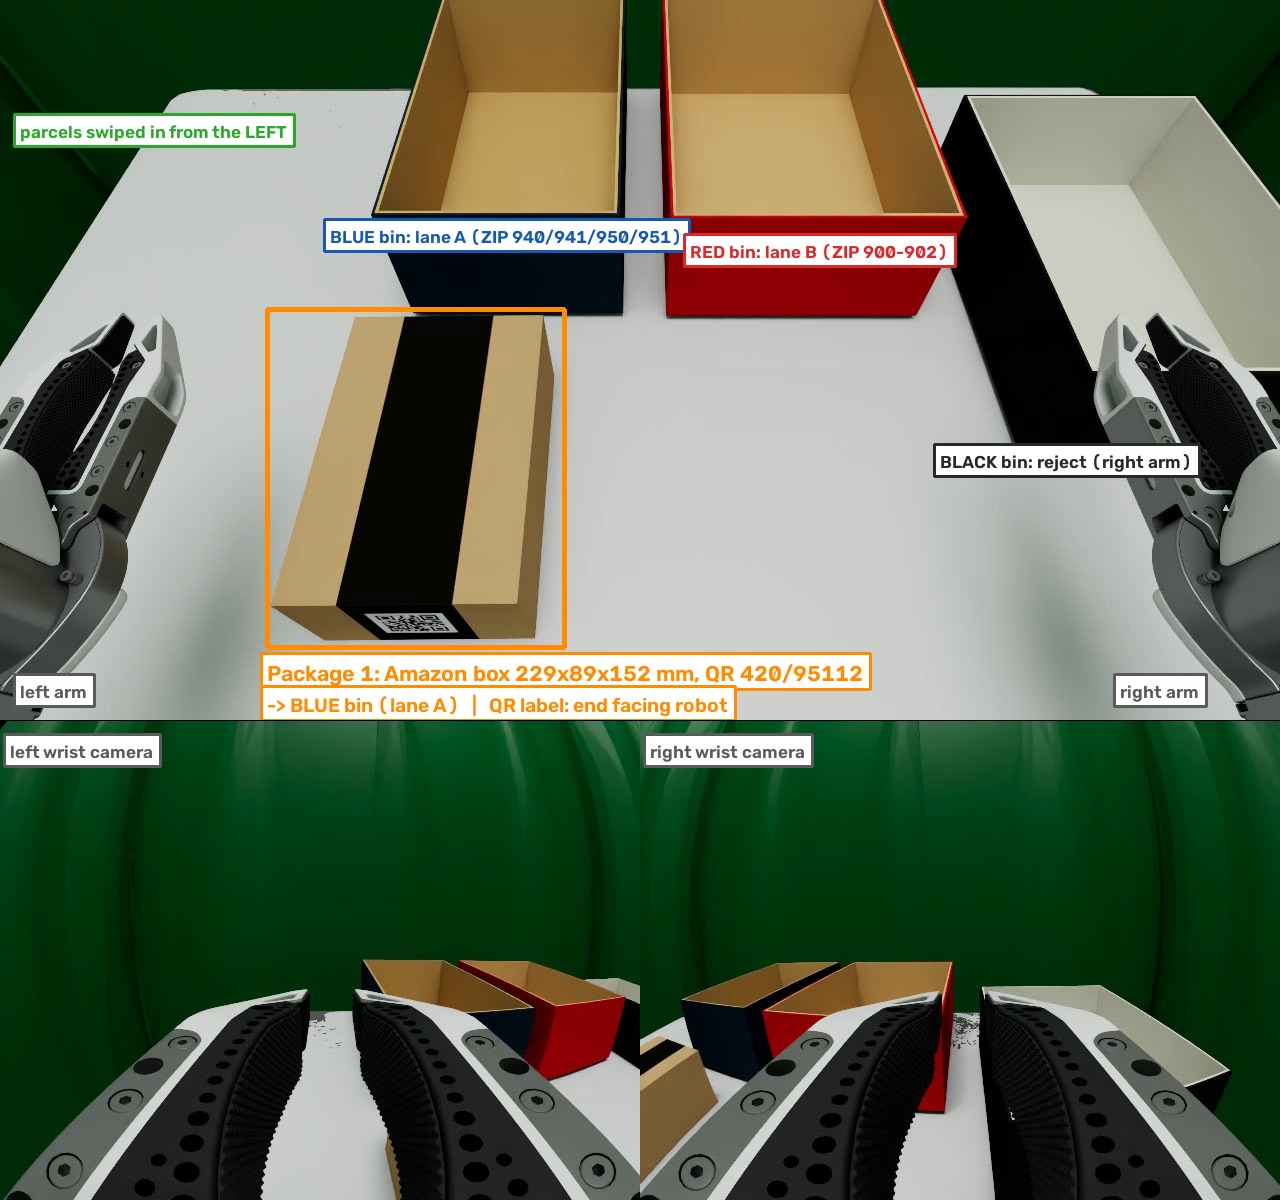 parcels swiped in from the LEFT
BLUE bin: lane A (ZIP 940/941/950/951)
RED bin: lane B (ZIP 900-902)
BLACK bin: reject (right arm)
left arm
Package 1: Amazon box 229x89x152 mm, QR 420/95112
-> BLUE bin (lane A) | QR label: end facing robot
right arm
left wrist camera
right wrist camera